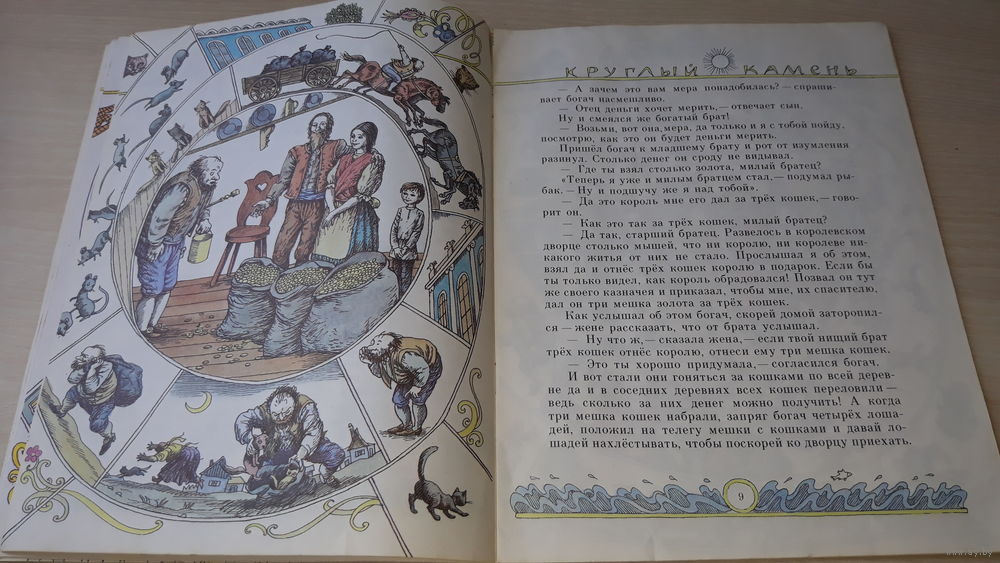 КРУГЛЫЙ КАМЕНЬ
— А зачем это вам мера понадобилась? — спраши-
вает богач насмешливо.
— Отец деньги хочет мерить, — отвечает сын.
Ну и смеялся же богатый брат!
— Возьми, вот она, мера, да только и я с тобой пойду,
посмотрю, как это он будет деньги мерить.
Пришёл богач к младшему брату и рот от изумления
разинул. Столько денег он сроду не видывал.
— Где ты взял столько золота, милый братец?
«Теперь я уже и милым братцем стал, — подумал ры-
бак. — Ну и подшучу же я над тобой».
— Да это король мне его дал за трёх кошек, — гово-
рит он.
— Как это так за трёх кошек, милый братец?
— Да так, старший братец. Развелось в королевском
дворце столько мышей, что ни королю, ни королеве ни-
какого житья от них не стало. Прослышал я об этом,
взял да и отнёс трёх кошек королю в подарок. Если бы
ты только видел, как король обрадовался! Позвал он тут
же своего казначея и приказал, чтобы мне, их спасителю,
дал он три мешка золота за трёх кошек.
Как услышал об этом богач, скорей домой заторопил-
ся — жене рассказать, что от брата услышал.
— Ну что ж, — сказала жена, — если твой нищий брат
трёх кошек отнёс королю, отнеси ему три мешка кошек.
— Это ты хорошо придумала, — согласился богач.
И вот стали они гоняться за кошками по всей дерев-
не да и в соседних деревнях всех кошек переловили —
ведь сколько за них денег можно получить! А когда
три мешка кошек набрали, запряг богач четырёх лоша-
дей, положил на телегу мешки с кошками и давай ло-
шадей нахлёстывать, чтобы поскорей ко дворцу приехать.
9